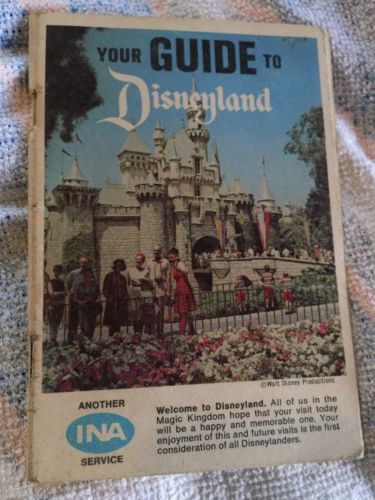 YOUR GUIDE TO
Disneyland
©Walt Disney Productions
ANOTHER
INA
SERVICE
Welcome to Disneyland. All of us in the
Magic Kingdom hope that your visit today
will be a happy and memorable one. Your
enjoyment of this and future visits is the first
consideration of all Disneylanders.